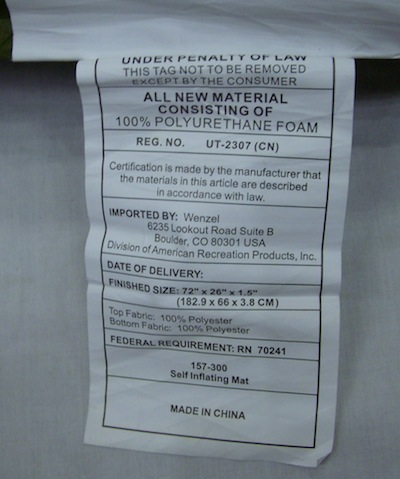 UNDER PENALTY OF LAW
THIS TAG NOT TO BE REMOVED
EXCEPT BY THE CONSUMER
ALL NEW MATERIAL
CONSISTING OF
100% POLYURETHANE FOAM
REG. NO. UT-2307 (CN)
Certification is made by the manufacturer that
the materials in this article are described
in accordance with law.
IMPORTED BY: Wenzel
6235 Lookout Road Suite B
Boulder, CO 80301 USA
Division of American Recreation Products, Inc.
DATE OF DELIVERY:
FINISHED SIZE: 72" x 26" x 1.5"
(182.9 x 66 x 3.8 CM)
Top Fabric: 100% Polyester
Bottom Fabric: 100% Polyester
FEDERAL REQUIREMENT: RN 70241
157-300
Self Inflating Mat
MADE IN CHINA